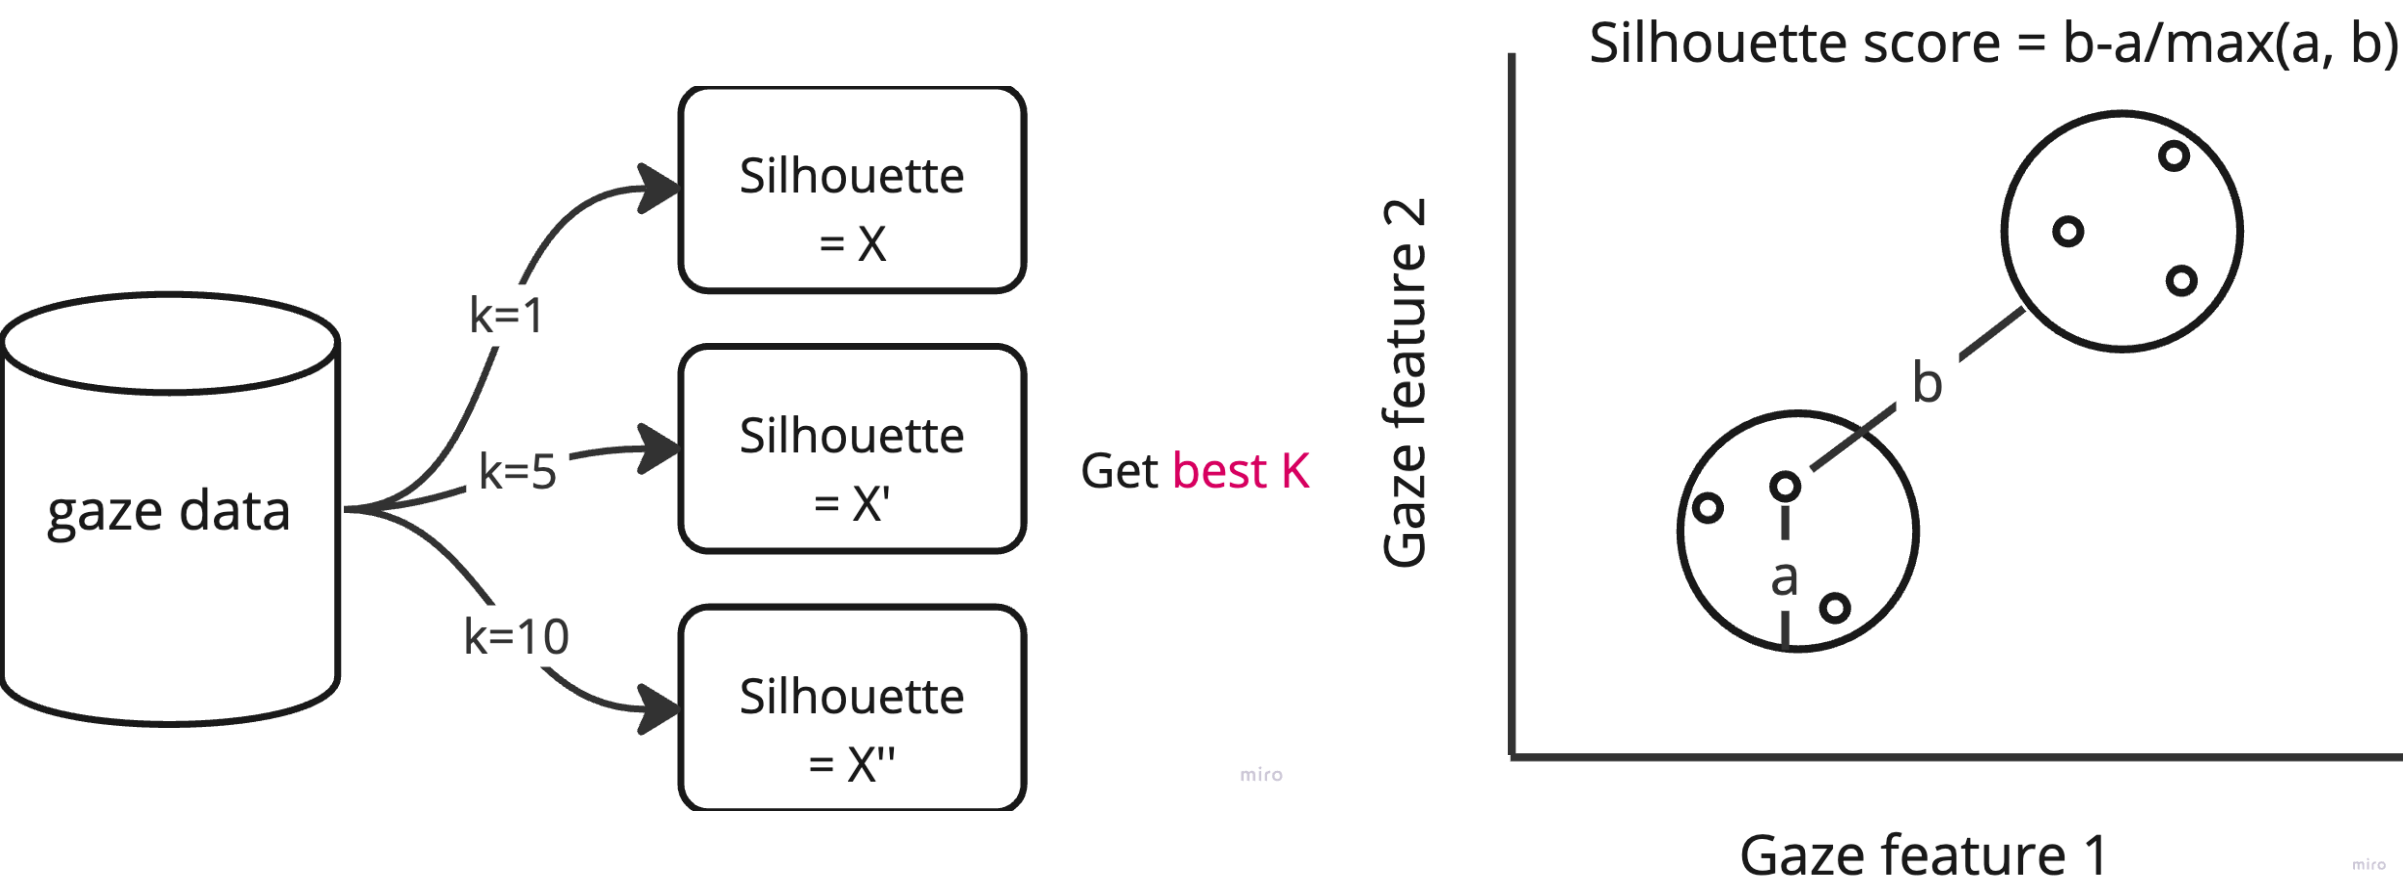 gaze data
k=1
k=5
k=10
Silhouette
= X
Silhouette
= X'
Silhouette
= X''
Get best K
miro
Silhouette score = b-a/max(a, b)
Gaze feature 2
b
a
Gaze feature 1
miro